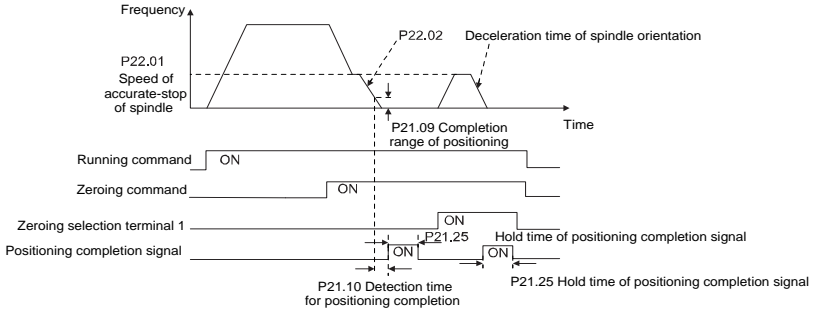 Frequency
P22.01
Speed of
accurate-stop
of spindle
P22.02
Deceleration time of spindle orientation
Time
P21.09 Completion
range of positioning
Running command
ON
Zeroing command
ON
Zeroing selection terminal 1
ON
Positioning completion signal
ON
P21.25
Hold time of positioning completion signal
ON
P21.10 Detection time
for positioning completion
P21.25 Hold time of positioning completion signal